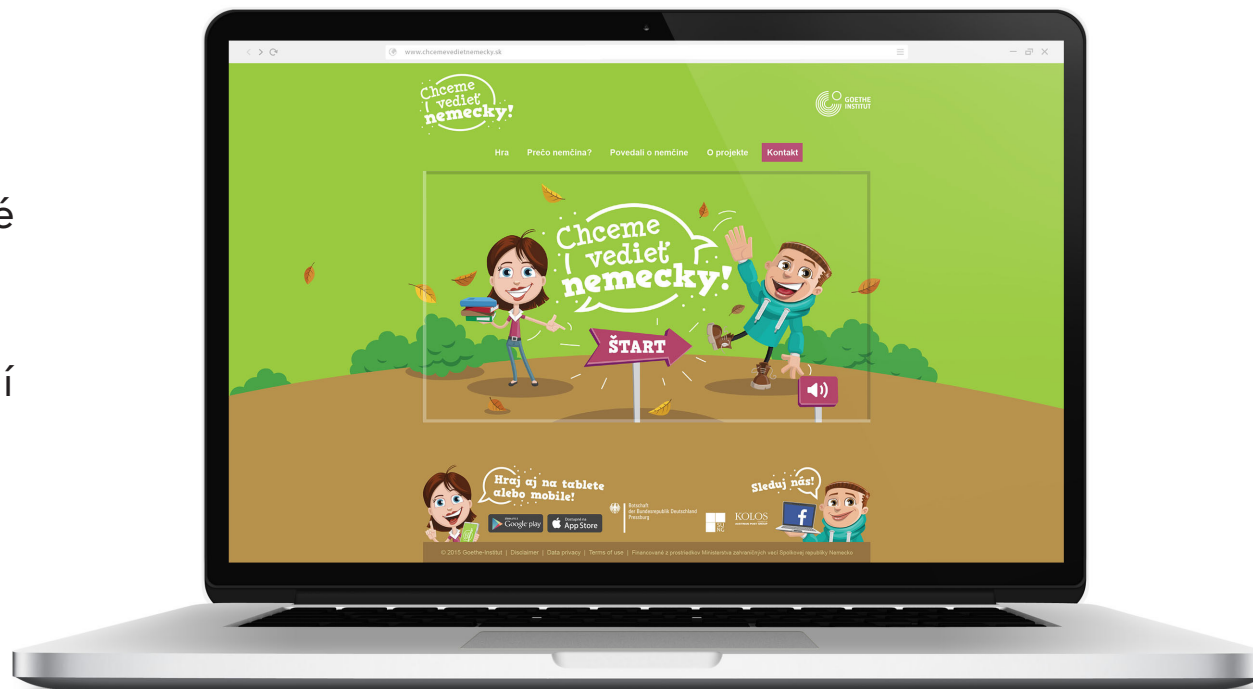 é
í
www.chcemevedietnemecky.sk
Chceme
vedieť
nemecky!
GOETHE
INSTITUT
Hra Prečo nemčina? Povedali o nemčine O projekte Kontakt
Chceme
vedieť
nemecky!
ŠTART
Hraj aj na tablete
alebo mobile!
Google play
App Store
Botschaft
der Bundesrepublik Deutschland
Pressburg
KOLOS
Sleduj nás!
© 2015 Goethe-Institut | Disclaimer | Data privacy | Terms of use | Financované z prostriedkov Ministerstva zahraničných vecí Spolkovej republiky Nemecko